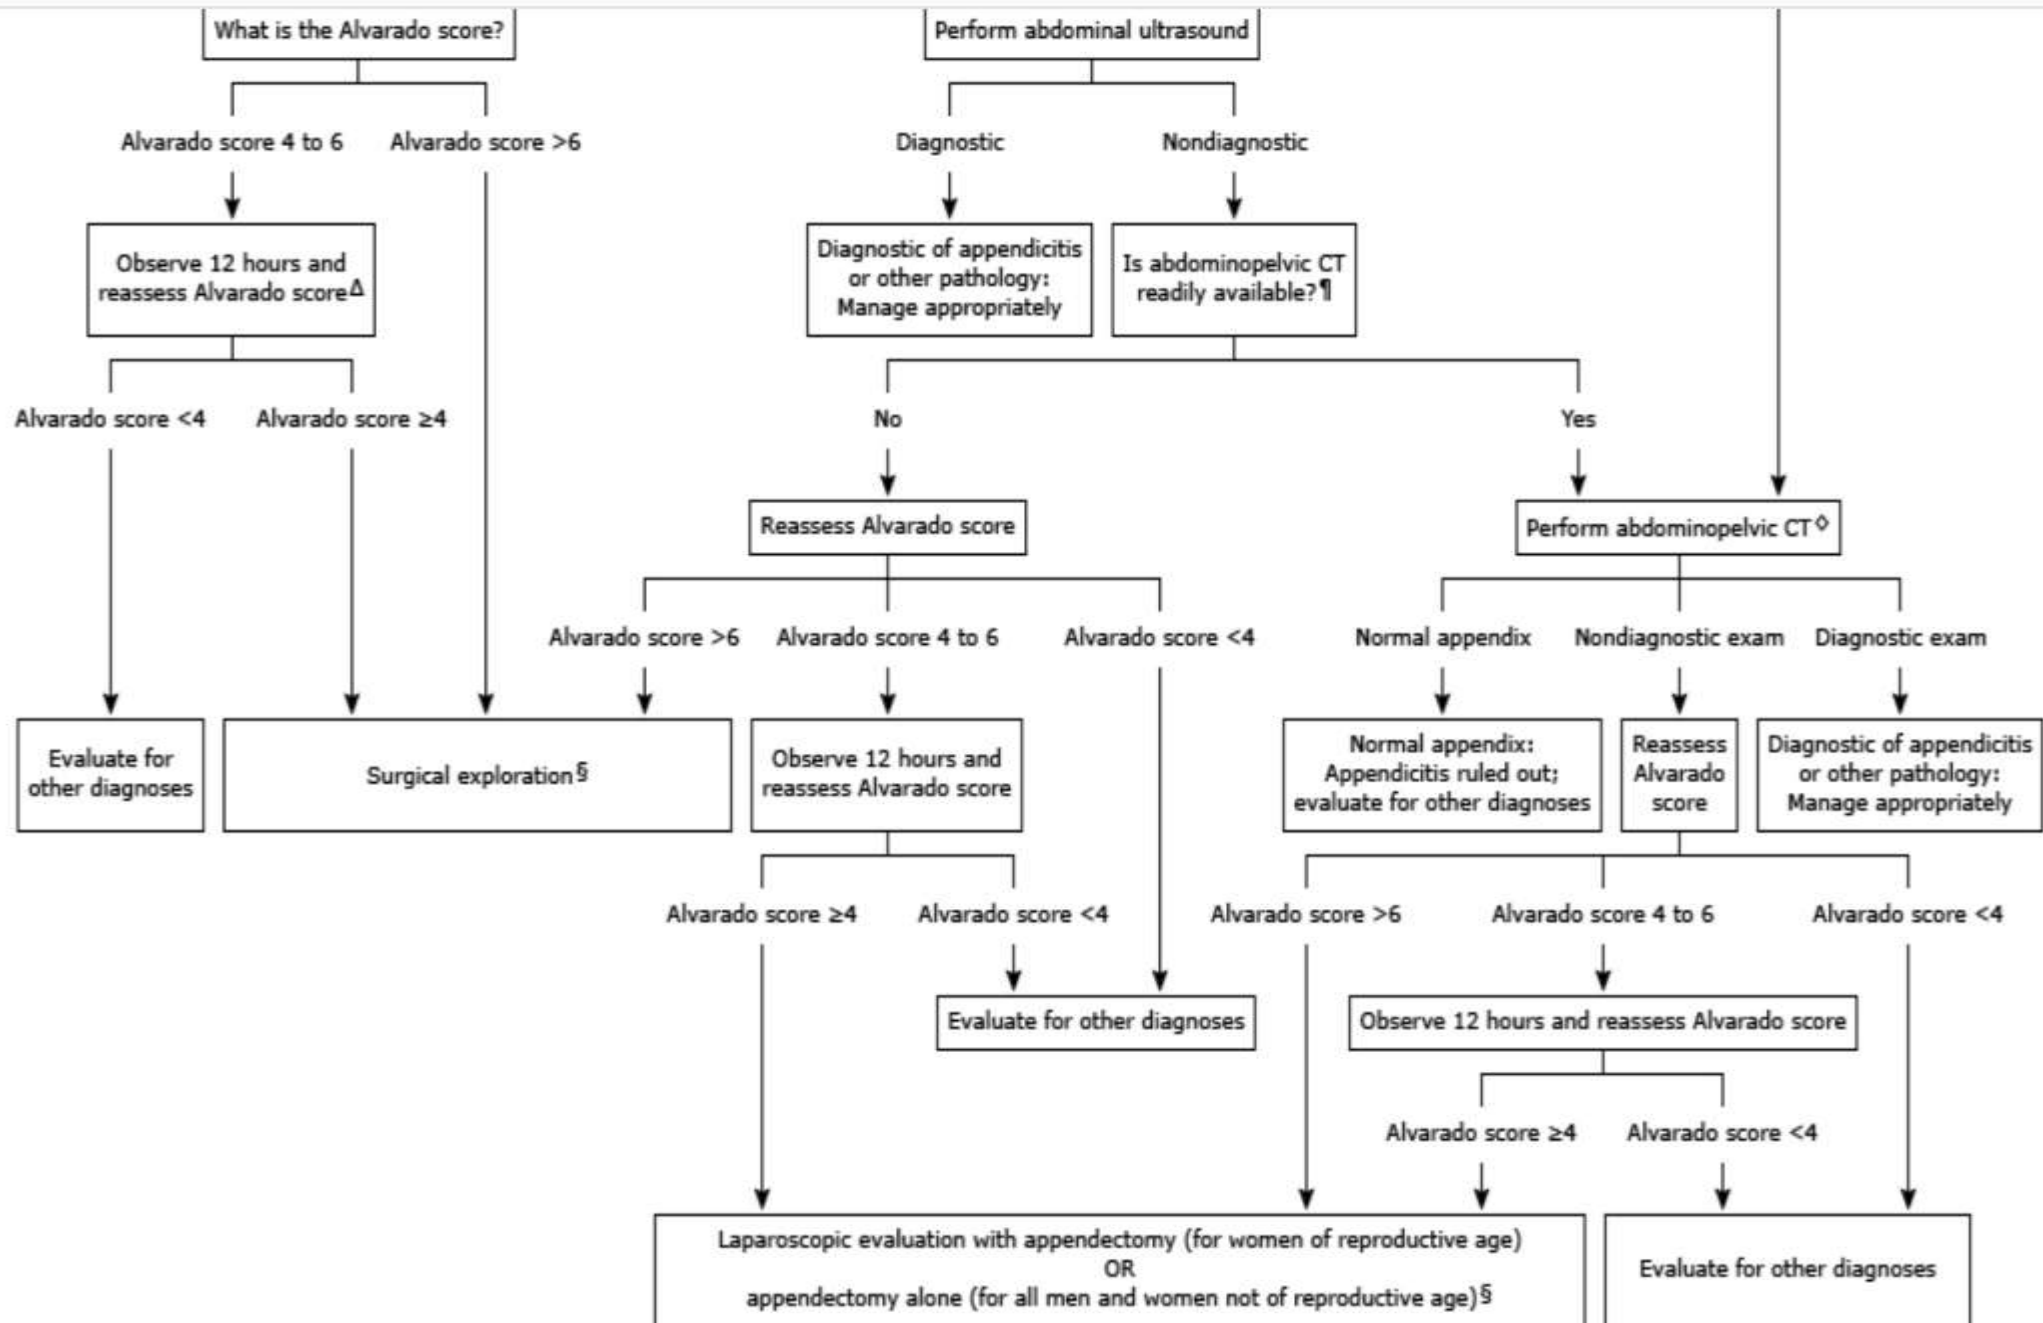 What is the Alvarado score?
Perform abdominal ultrasound
Alvarado score 4 to 6
Alvarado score >6
Diagnostic
Nondiagnostic
Observe 12 hours and
reassess Alvarado scoreΔ
Diagnostic of appendicitis
or other pathology:
Manage appropriately
Is abdominopelvic CT
readily available?¶
Alvarado score <4
Alvarado score ≥4
No
Yes
Reassess Alvarado score
Perform abdominopelvic CT◊
Alvarado score >6
Alvarado score 4 to 6
Alvarado score <4
Normal appendix
Nondiagnostic exam
Diagnostic exam
Evaluate for
other diagnoses
Surgical exploration§
Observe 12 hours and
reassess Alvarado score
Normal appendix:
Appendicitis ruled out;
evaluate for other diagnoses
Reassess
Alvarado
score
Diagnostic of appendicitis
or other pathology:
Manage appropriately
Alvarado score ≥4
Alvarado score <4
Alvarado score >6
Alvarado score 4 to 6
Alvarado score <4
Evaluate for other diagnoses
Observe 12 hours and reassess Alvarado score
Alvarado score ≥4
Alvarado score <4
Laparoscopic evaluation with appendectomy (for women of reproductive age)
OR
appendectomy alone (for all men and women not of reproductive age)§
Evaluate for other diagnoses